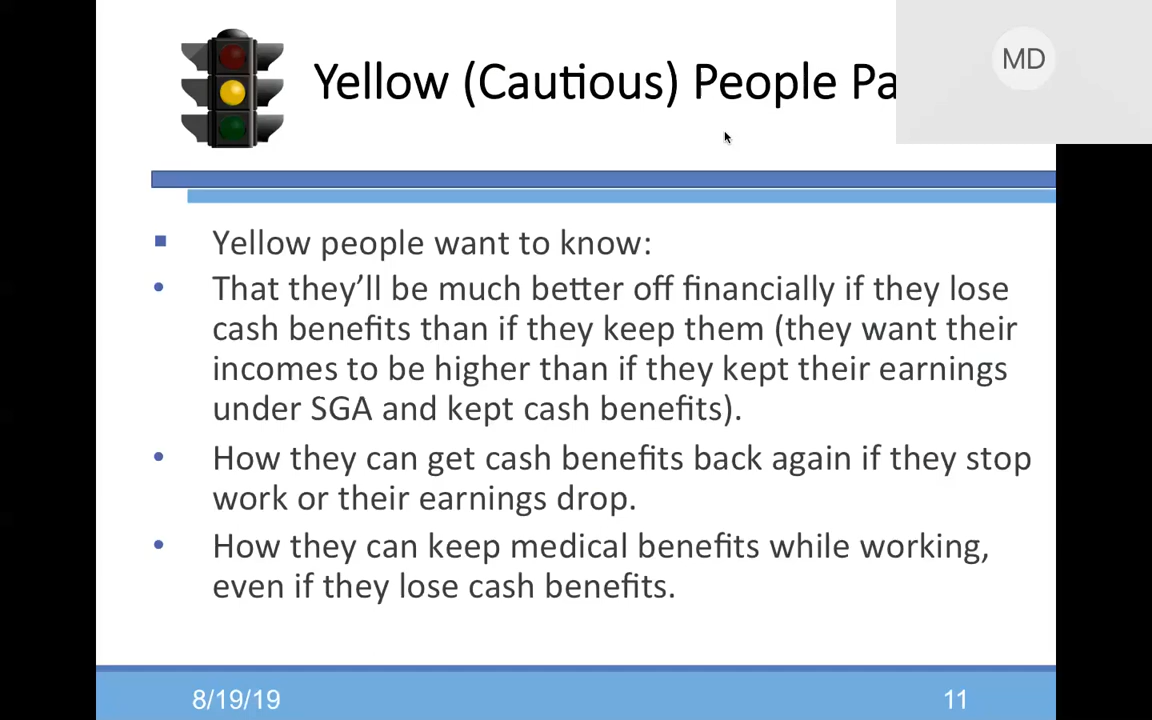 Yellow (Cautious) People Pa
MD
Yellow people want to know:
That they'll be much better off financially if they lose
cash benefits than if they keep them (they want their
incomes to be higher than if they kept their earnings
under SGA and kept cash benefits).
How they can get cash benefits back again if they stop
work or their earnings drop.
How they can keep medical benefits while working,
even if they lose cash benefits.
8/19/19
11